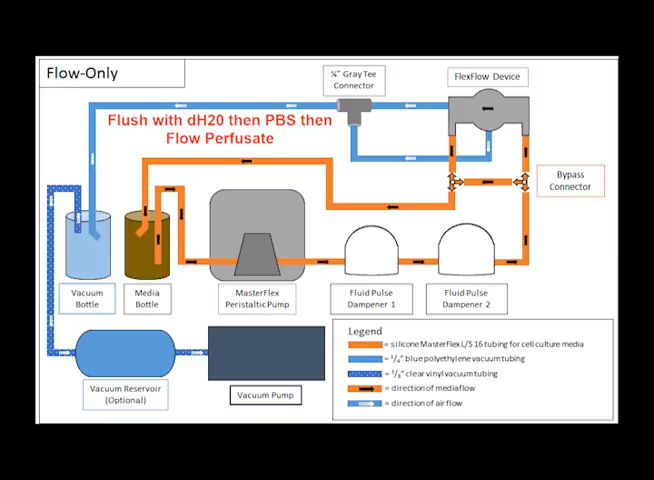 Flow-Only
¼" Gray Tee
Connector
FlexFlow Device
Flush with dH20 then PBS then
Flow Perfusate
Bypass
Connector
Vacuum
Bottle
Media
Bottle
MasterFlex
Peristaltic Pump
Fluid Pulse
Dampener 1
Fluid Pulse
Dampener 2
Vacuum Reservoir
(Optional)
Vacuum Pump
Legend
= silicone MasterFlex L/S 16 tubing for cell culture media
= ¹/₄" blue polyethylene vacuum tubing
= ³/₈" clear vinyl vacuum tubing
= direction of media flow
= direction of air flow